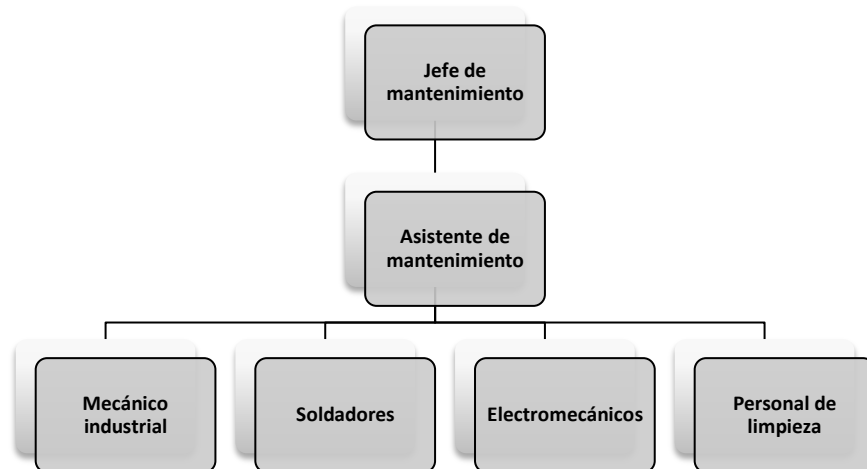 Jefe de
mantenimiento
Asistente de
mantenimiento
Mecánico
industrial
Soldadores
Electromecánicos
Personal de
limpieza